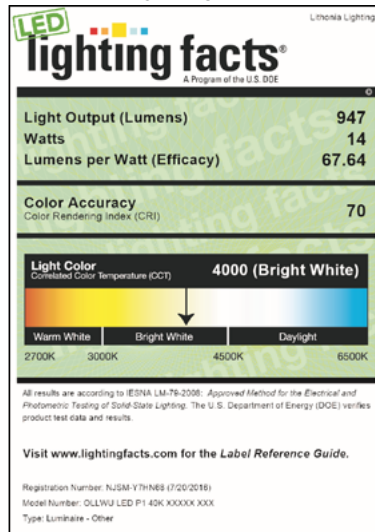 Lithonia Lighting
LED
lighting facts®
A Program of the U.S. DOE
Light Output (Lumens) 947
Watts 14
Lumens per Watt (Efficacy) 67.64
Color Accuracy
Color Rendering Index (CRI) 70
Light Color
Correlated Color Temperature (CCT) 4000 (Bright White)
Warm White Bright White Daylight
2700K 3000K 4500K 6500K
All results are according to IESNA LM-79-2008: Approved Method for the Electrical and
Photometric Testing of Solid-State Lighting. The U.S. Department of Energy (DOE) verifies
product test data and results.
Visit www.lightingfacts.com for the Label Reference Guide.
Registration Number: NJSM-Y7HN68 (7/20/2016)
Model Number: OLLWU LED P1 40K XXXXX XXX
Type: Luminaire - Other